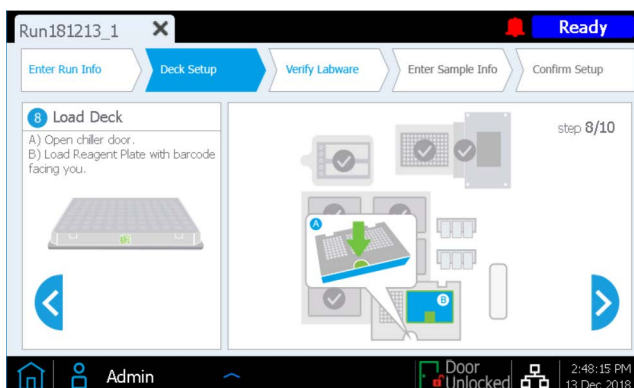 Run181213_1
Ready
Enter Run Info
Deck Setup
Verify Labware
Enter Sample Info
Confirm Setup
8 Load Deck
A) Open chiller door.
B) Load Reagent Plate with barcode
facing you.
step 8/10
A
B
Admin
Door
Unlocked
2:48:15 PM
13 Dec 2018